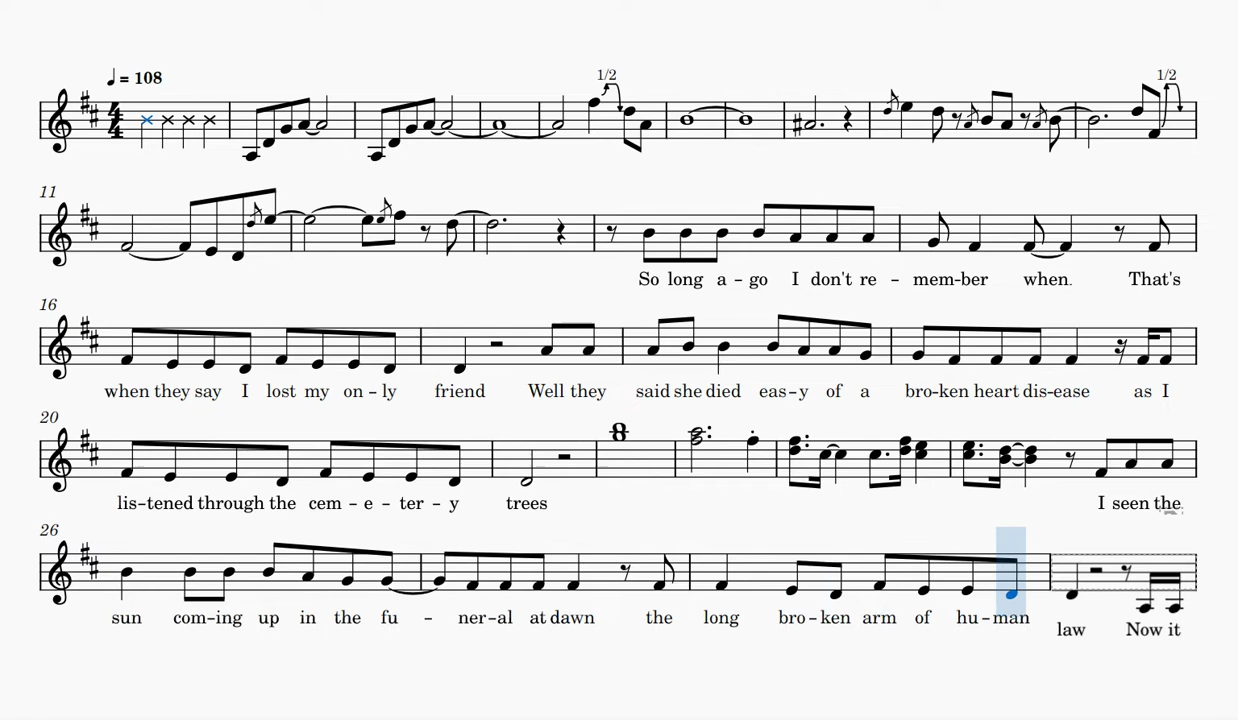 ♩ = 108
1/2 1/2
4
4
11
So long a – go I don't re – mem-ber when. That's
16
when they say I lost my on – ly friend Well they said she died eas–y of a bro-ken heart dis-ease as I
20
lis–tened through the cem – e – ter – y trees I seen the
26
sun com–ing up in the fu – ner–al at dawn the long bro–ken arm of hu–man law Now it